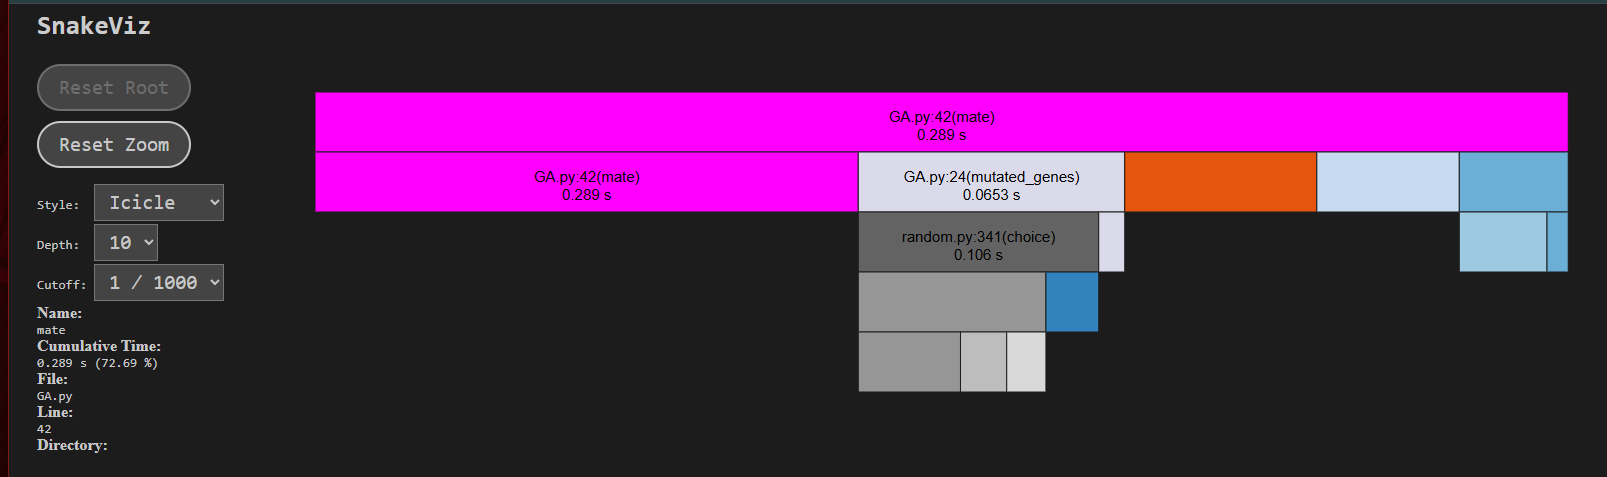 SnakeViz
Reset Root
Reset Zoom
Style: Icicle
Depth: 10
Cutoff: 1 / 1000
Name:
mate
Cumulative Time:
0.289 s (72.69 %)
File:
GA.py
Line:
42
Directory:
GA.py:42(mate)
0.289 s
GA.py:42(mate)
0.289 s
GA.py:24(mutated_genes)
0.0653 s
random.py:341(choice)
0.106 s